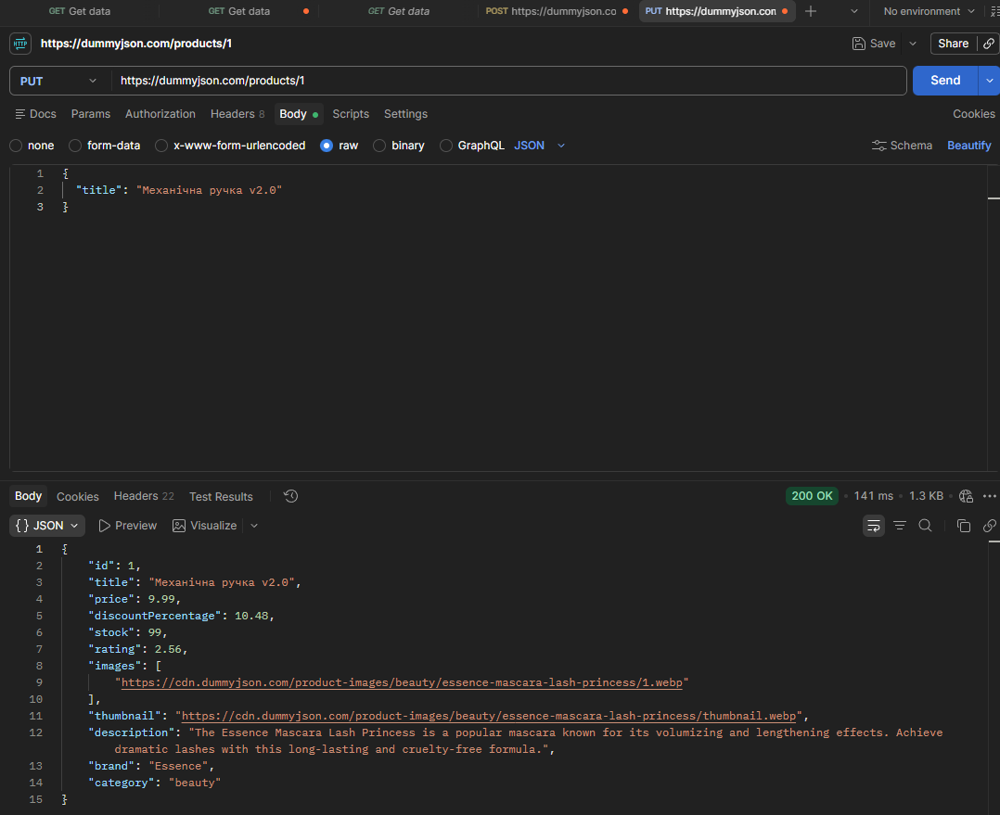 GET Get data GET Get data GET Get data POST https://dummyjson.co PUT https://dummyjson.com No environment
HTTP https://dummyjson.com/products/1 Save Share
PUT https://dummyjson.com/products/1 Send
Docs Params Authorization Headers 8 Body Scripts Settings Cookies
none form-data x-www-form-urlencoded raw binary GraphQL JSON Schema Beautify
1 {
2 "title": "Механічна ручка v2.0"
3 }
Body Cookies Headers 22 Test Results 200 OK 141 ms 1.3 KB
{} JSON Preview Visualize
1 {
2 "id": 1,
3 "title": "Механічна ручка v2.0",
4 "price": 9.99,
5 "discountPercentage": 10.48,
6 "stock": 99,
7 "rating": 2.56,
8 "images": [
9 "https://cdn.dummyjson.com/product-images/beauty/essence-mascara-lash-princess/1.webp"
10 ],
11 "thumbnail": "https://cdn.dummyjson.com/product-images/beauty/essence-mascara-lash-princess/thumbnail.webp",
12 "description": "The Essence Mascara Lash Princess is a popular mascara known for its volumizing and lengthening effects. Achieve
dramatic lashes with this long-lasting and cruelty-free formula.",
13 "brand": "Essence",
14 "category": "beauty"
15 }